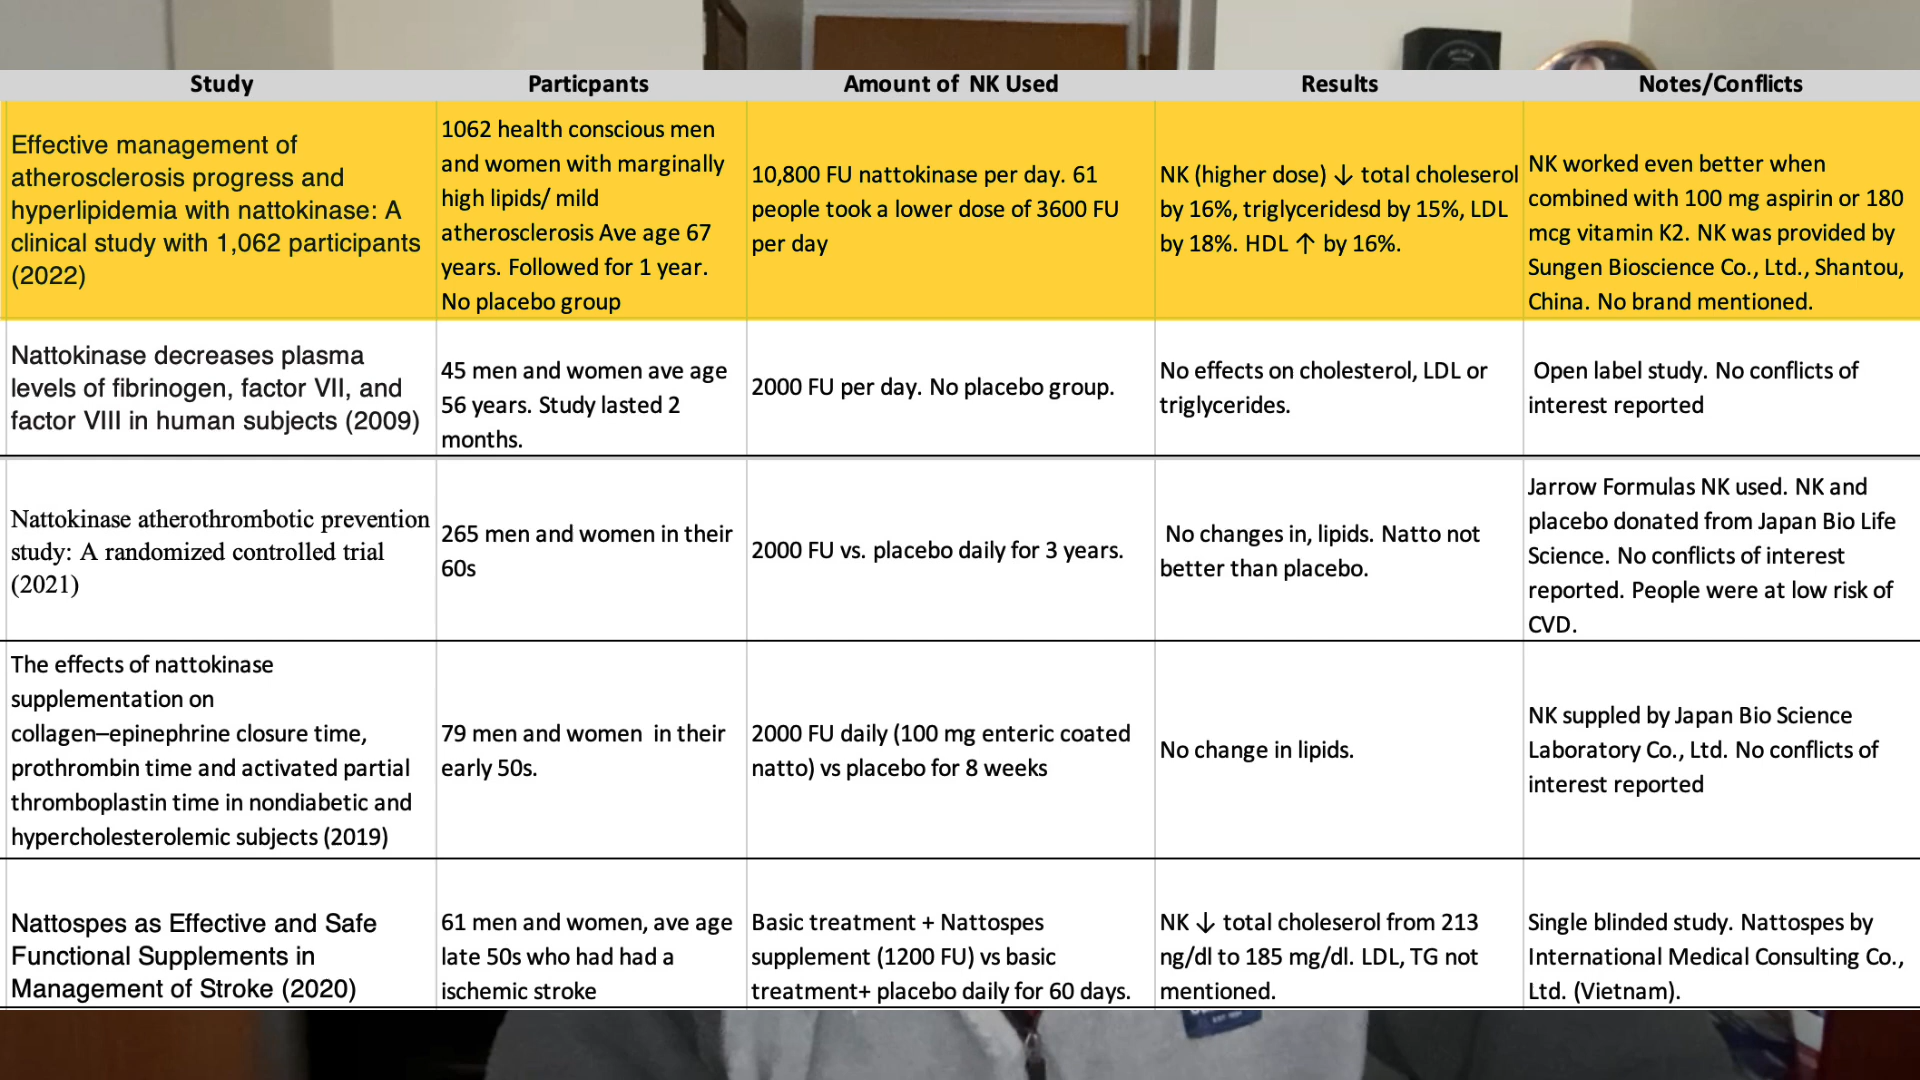 Study
Particpants
Amount of NK Used
Results
Notes/Conflicts
Effective management of
atherosclerosis progress and
hyperlipidemia with nattokinase: A
clinical study with 1,062 participants
(2022)
1062 health conscious men
and women with marginally
high lipids/ mild
atherosclerosis Ave age 67
years. Followed for 1 year.
No placebo group
10,800 FU nattokinase per day. 61
people took a lower dose of 3600 FU
per day
NK (higher dose) ↓ total choleserol
by 16%, triglyceridesd by 15%, LDL
by 18%. HDL ↑ by 16%.
NK worked even better when
combined with 100 mg aspirin or 180
mcg vitamin K2. NK was provided by
Sungen Bioscience Co., Ltd., Shantou,
China. No brand mentioned.
Nattokinase decreases plasma
levels of fibrinogen, factor VII, and
factor VIII in human subjects (2009)
45 men and women ave age
56 years. Study lasted 2
months.
2000 FU per day. No placebo group.
No effects on cholesterol, LDL or
triglycerides.
Open label study. No conflicts of
interest reported
Nattokinase atherothrombotic prevention
study: A randomized controlled trial
(2021)
265 men and women in their
60s
2000 FU vs. placebo daily for 3 years.
No changes in, lipids. Natto not
better than placebo.
Jarrow Formulas NK used. NK and
placebo donated from Japan Bio Life
Science. No conflicts of interest
reported. People were at low risk of
CVD.
The effects of nattokinase
supplementation on
collagen–epinephrine closure time,
prothrombin time and activated partial
thromboplastin time in nondiabetic and
hypercholesterolemic subjects (2019)
79 men and women in their
early 50s.
2000 FU daily (100 mg enteric coated
natto) vs placebo for 8 weeks
No change in lipids.
NK suppled by Japan Bio Science
Laboratory Co., Ltd. No conflicts of
interest reported
Nattospes as Effective and Safe
Functional Supplements in
Management of Stroke (2020)
61 men and women, ave age
late 50s who had had a
ischemic stroke
Basic treatment + Nattospes
supplement (1200 FU) vs basic
treatment+ placebo daily for 60 days.
NK ↓ total choleserol from 213
ng/dl to 185 mg/dl. LDL, TG not
mentioned.
Single blinded study. Nattospes by
International Medical Consulting Co.,
Ltd. (Vietnam).